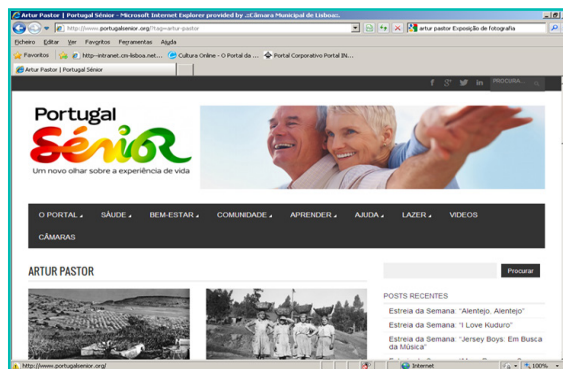 Artur Pastor | Portugal Sénior - Microsoft Internet Explorer provided by .::Câmara Municipal de Lisboa::.
http://www.portugalsenior.org/?tag=artur-pastor
artur pastor Exposição de fotografia
Ficheiro Editar Ver Favoritos Ferramentas Ajuda
Favoritos http--intranet.cm-lisboa.net... Cultura Online - O Portal da ... Portal Corporativo Portal IN...
Artur Pastor | Portugal Sénior
PROCURA...
Portugal
Sénior
Um novo olhar sobre a experiência de vida
O PORTAL SÁUDE BEM-ESTAR COMUNIDADE APRENDER AJUDA LAZER VIDEOS
CÂMARAS
ARTUR PASTOR
Procurar
POSTS RECENTES
Estreia da Semana: “Alentejo, Alentejo”
Estreia da Semana: “I Love Kuduro”
Estreia da Semana: “Jersey Boys: Em Busca
da Música”
http://www.portugalsenior.org/
Internet
100%